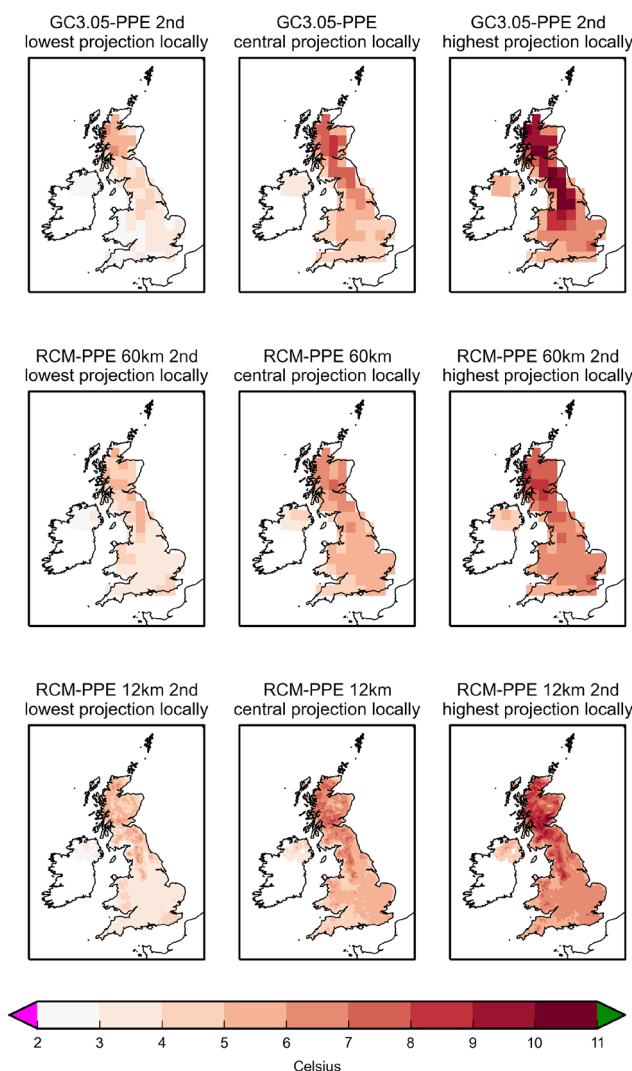 GC3.05-PPE 2nd
lowest projection locally
GC3.05-PPE
central projection locally
GC3.05-PPE 2nd
highest projection locally
RCM-PPE 60km 2nd
lowest projection locally
RCM-PPE 60km
central projection locally
RCM-PPE 60km 2nd
highest projection locally
RCM-PPE 12km 2nd
lowest projection locally
RCM-PPE 12km
central projection locally
RCM-PPE 12km 2nd
highest projection locally
2 3 4 5 6 7 8 9 10 11
Celsius